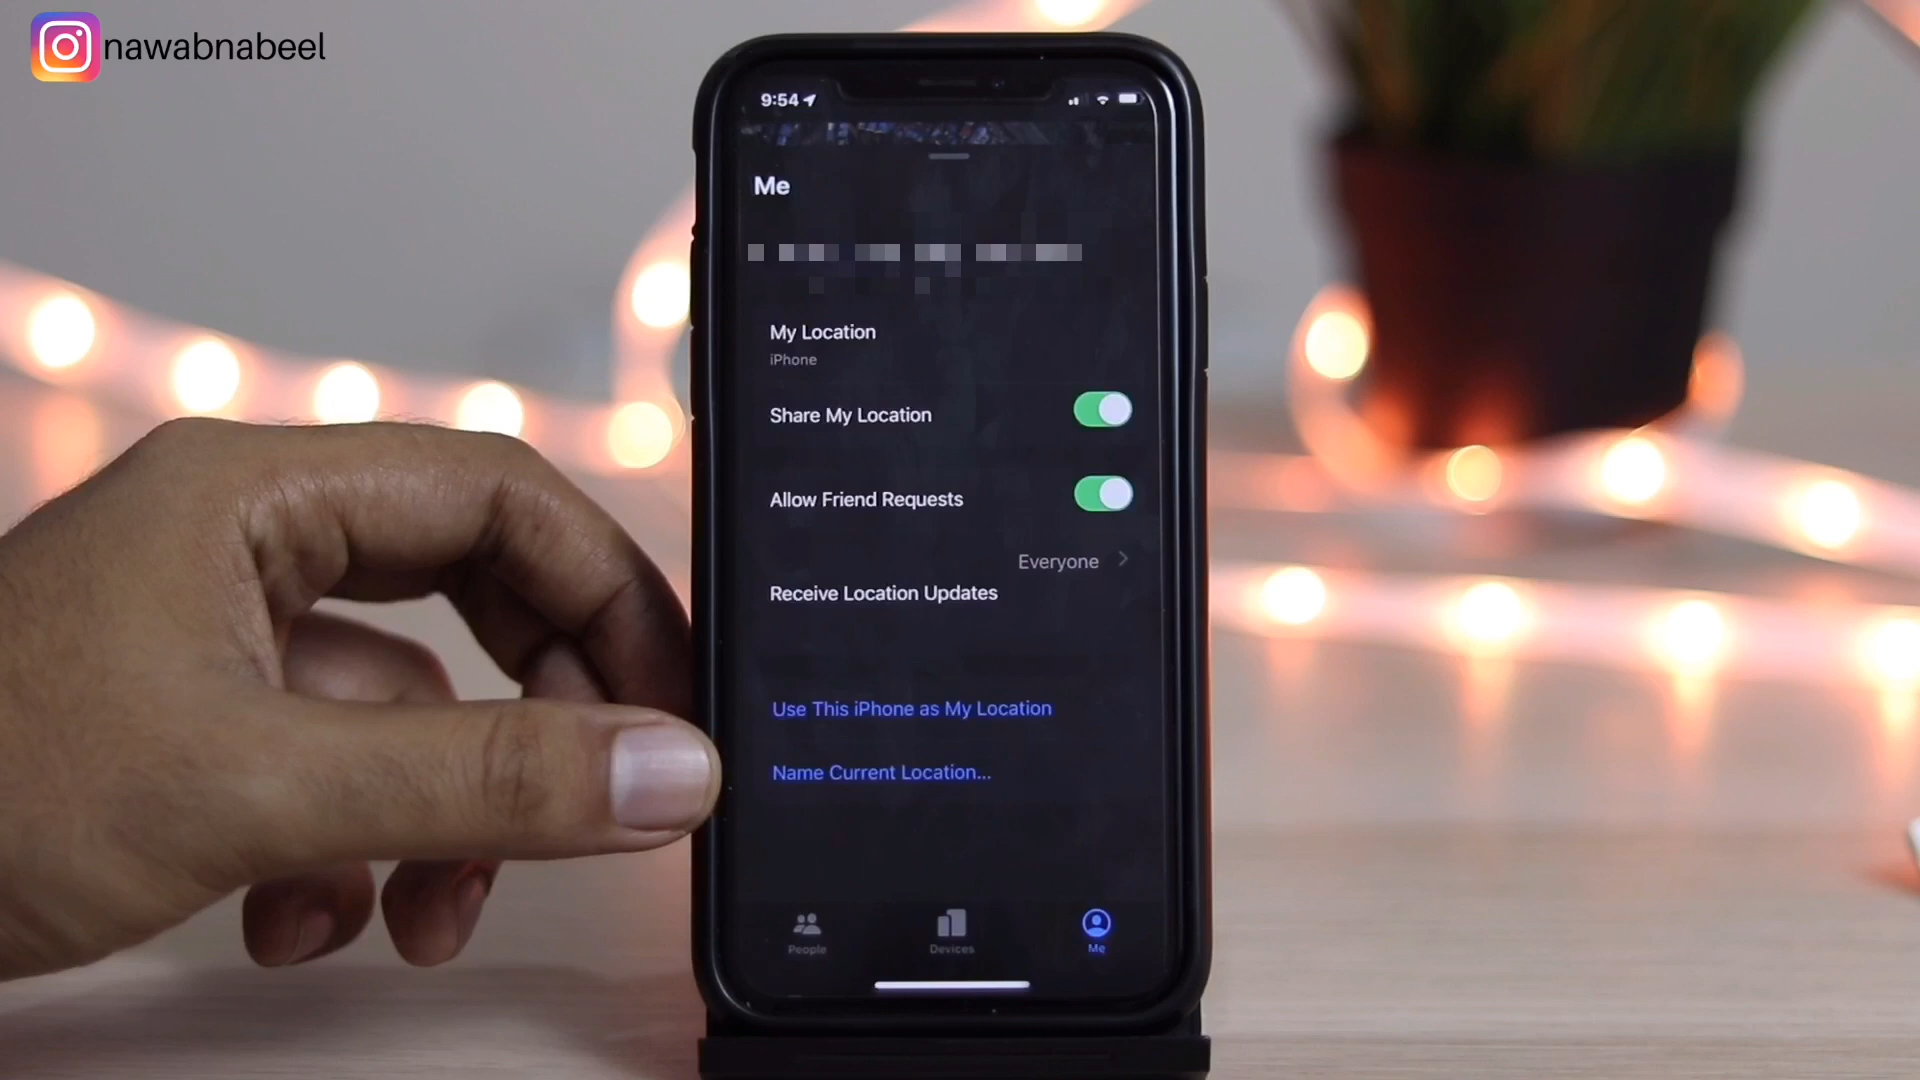 nawabnabeel
9:54
Me
My Location
iPhone
Share My Location
Allow Friend Requests
Everyone
Receive Location Updates
Use This iPhone as My Location
Name Current Location...
People
Devices
Me